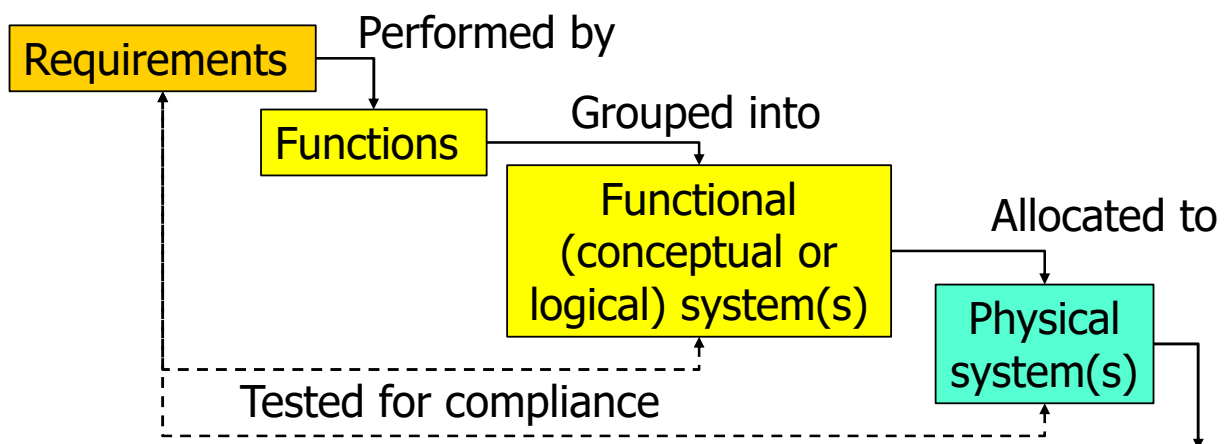 Performed by
Requirements
Functions
Grouped into
Functional
(conceptual or
logical) system(s)
Allocated to
Physical
system(s)
Tested for compliance